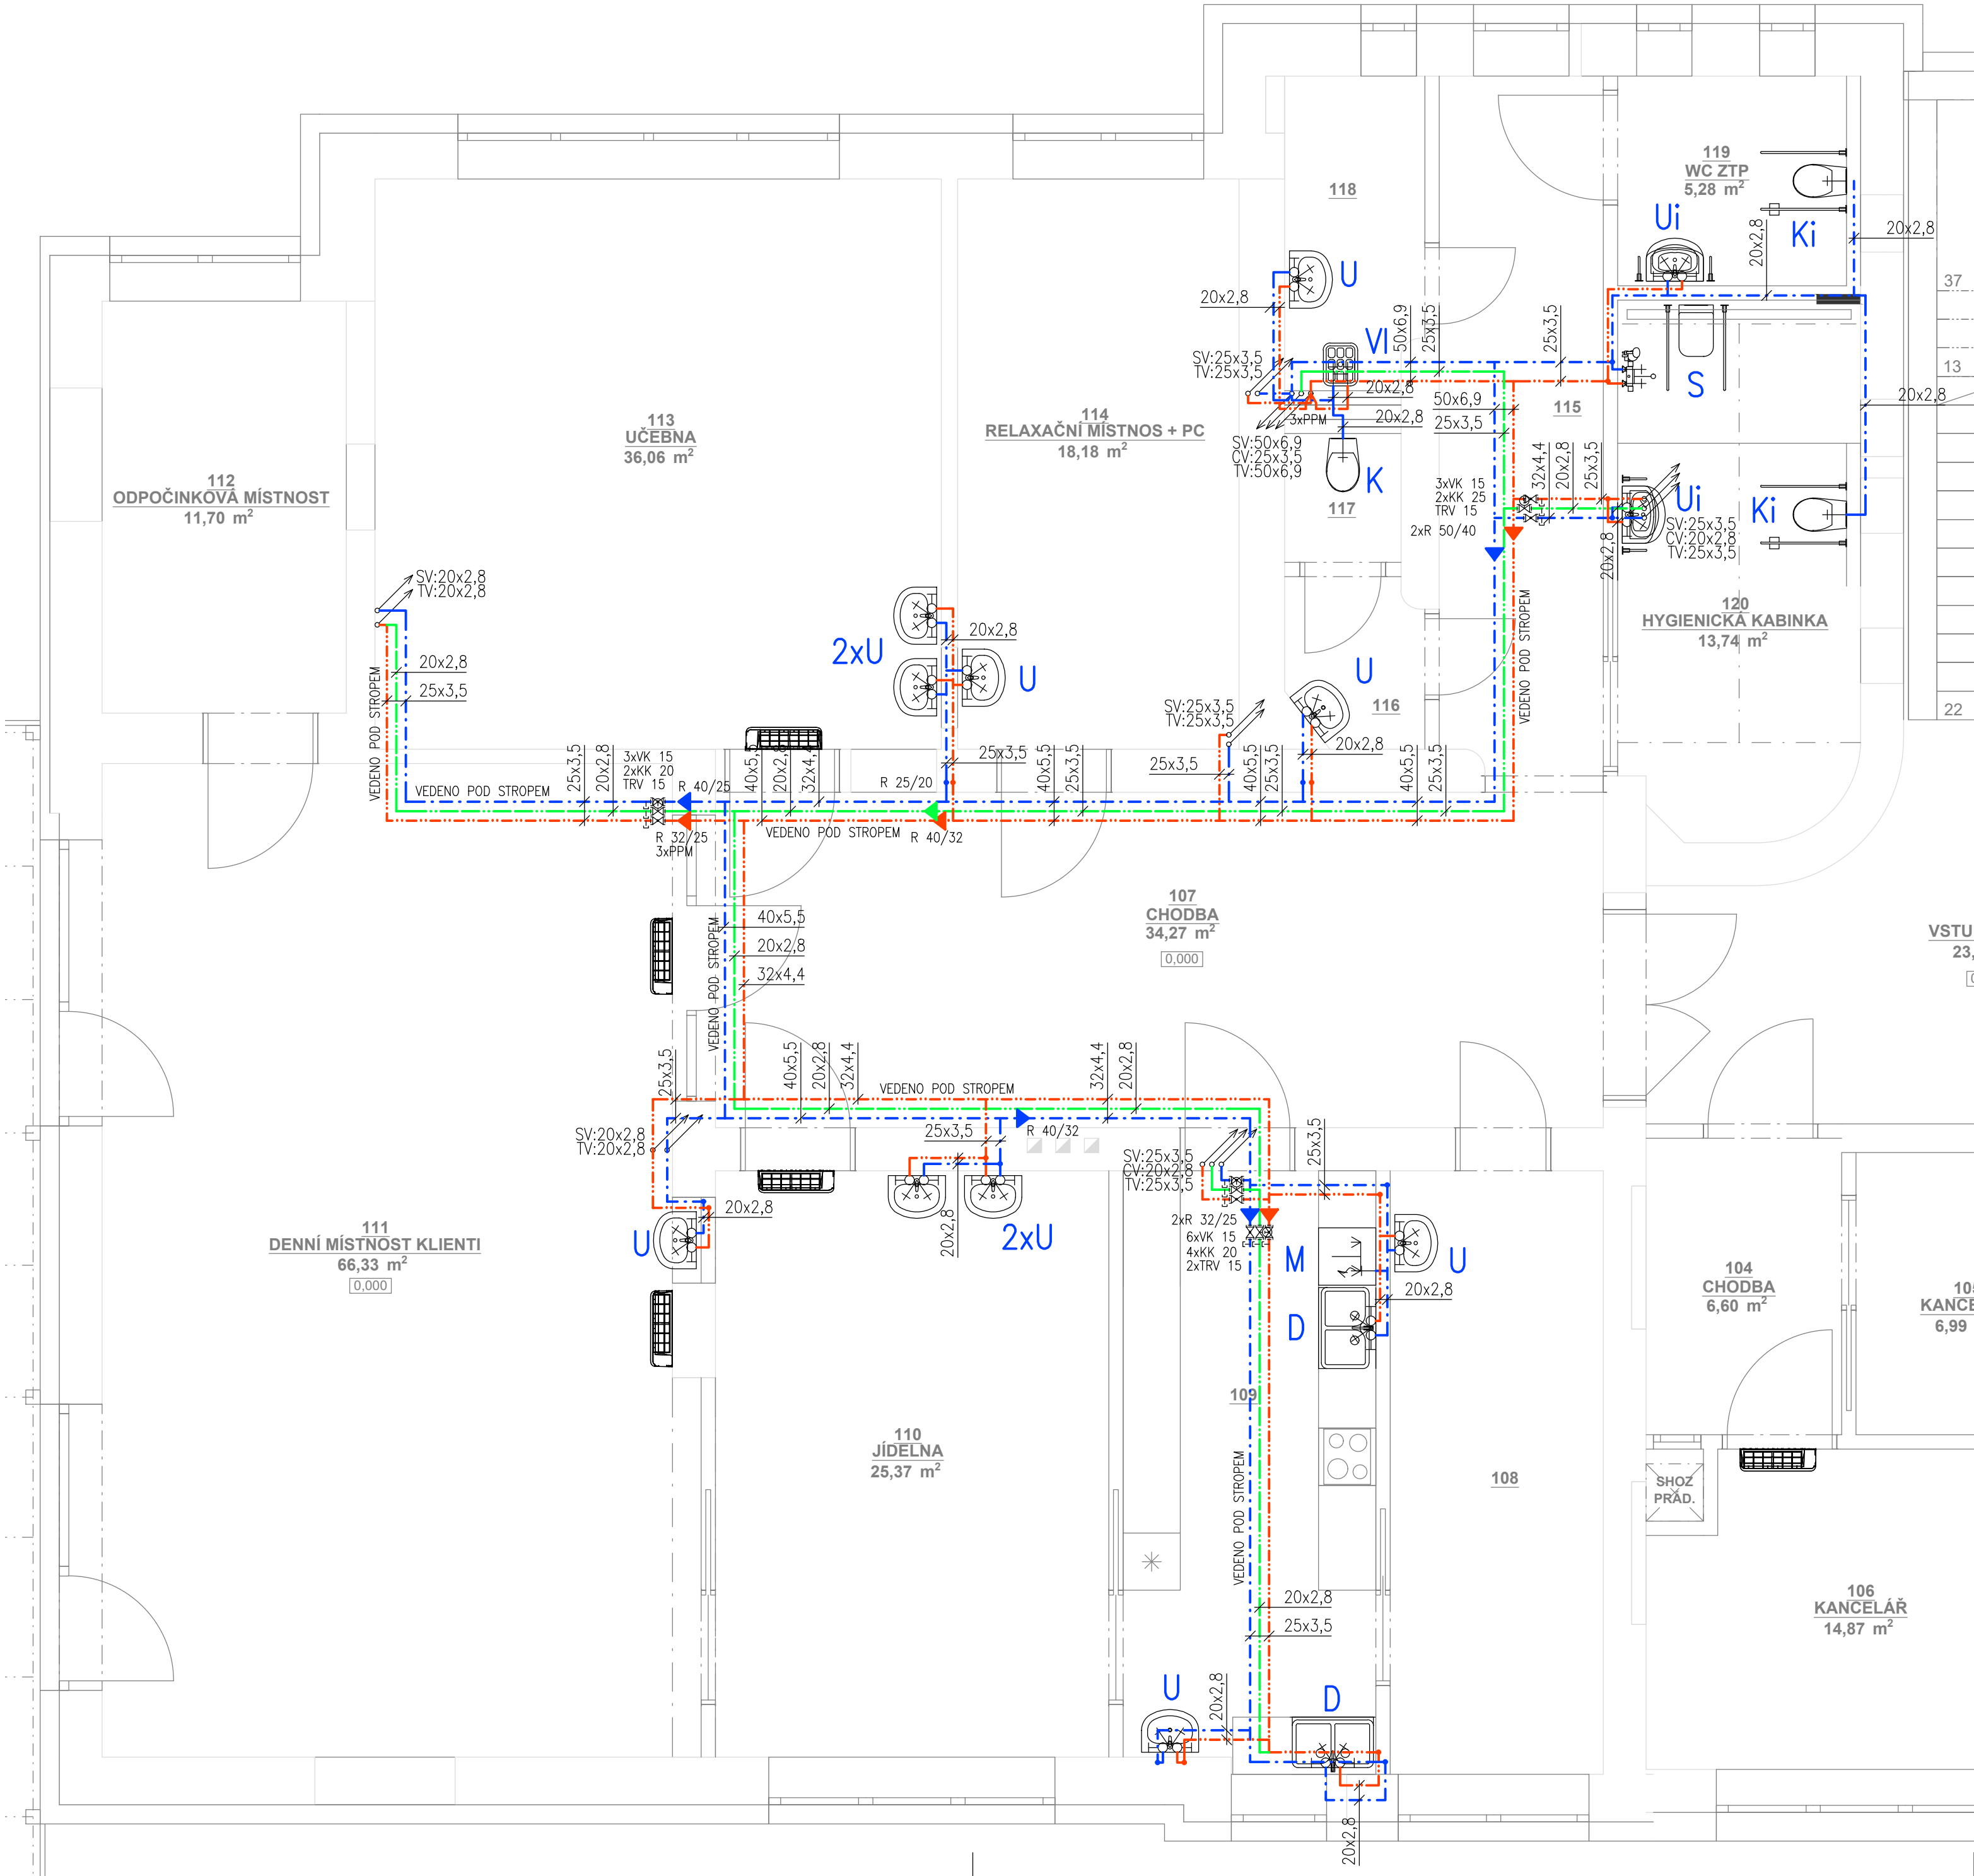 119
WC ZTP
5,28 m²
118
Ui
Ki
20x2,8
20x2,8
U
20x2,8
37
50x6,9
25x3,5
25x3,5
VI
SV:25x3,5
TV:25x3,5
13
S
20x2,8
20x2,8
3xPPM
20x2,8
50x6,9
25x3,5
115
113
UČEBNA
36,06 m²
114
RELAXAČNÍ MÍSTNOS + PC
18,18 m²
SV:50x6,9
CV:25x3,5
TV:50x6,9
K
117
112
ODPOČINKOVÁ MÍSTNOST
11,70 m²
32x4,4
20x2,8
25x3,5
3xVK 15
2xKK 25
TRV 15
2xR 50/40
Ui
Ki
SV:25x3,5
CV:20x2,8
TV:25x3,5
20x2,8
SV:20x2,8
TV:20x2,8
120
HYGIENICKÁ KABINKA
13,74 m²
VEDENO POD STROPEM
2xU
20x2,8
U
U
116
20x2,8
25x3,5
VEDENO POD STROPEM
SV:25x3,5
TV:25x3,5
22
20x2,8
25x3,5
25x3,5
25x3,5
20x2,8
3xVK 15
2xKK 20
TRV 15
40x5,5
20x2,8
32x4,4
40x5,5
25x3,5
40x5,5
25x3,5
40x5,5
25x3,5
VEDENO POD STROPEM
R 40/25
R 25/20
R 32/25
3xPPM
VEDENO POD STROPEM
R 40/32
107
CHODBA
34,27 m²
0,000
VSTU
23,
40x5,5
20x2,8
32x4,4
VEDENO POD STROPEM
25x3,5
40x5,5
20x2,8
32x4,4
VEDENO POD STROPEM
32x4,4
20x2,8
SV:20x2,8
TV:20x2,8
25x3,5
R 40/32
SV:25x3,5
CV:20x2,8
TV:25x3,5
25x3,5
20x2,8
U
20x2,8
2xU
2xR 32/25
6xVK 15
4xKK 20
2xTRV 15
M
U
20x2,8
D
111
DENNÍ MÍSTNOST KLIENTI
66,33 m²
0,000
104
CHODBA
6,60 m²
KANCE
6,99
109
110
JÍDELNA
25,37 m²
108
SHOZ
PRÁD.
VEDENO POD STROPEM
20x2,8
25x3,5
106
KANCELÁŘ
14,87 m²
U
20x2,8
D
20x2,8